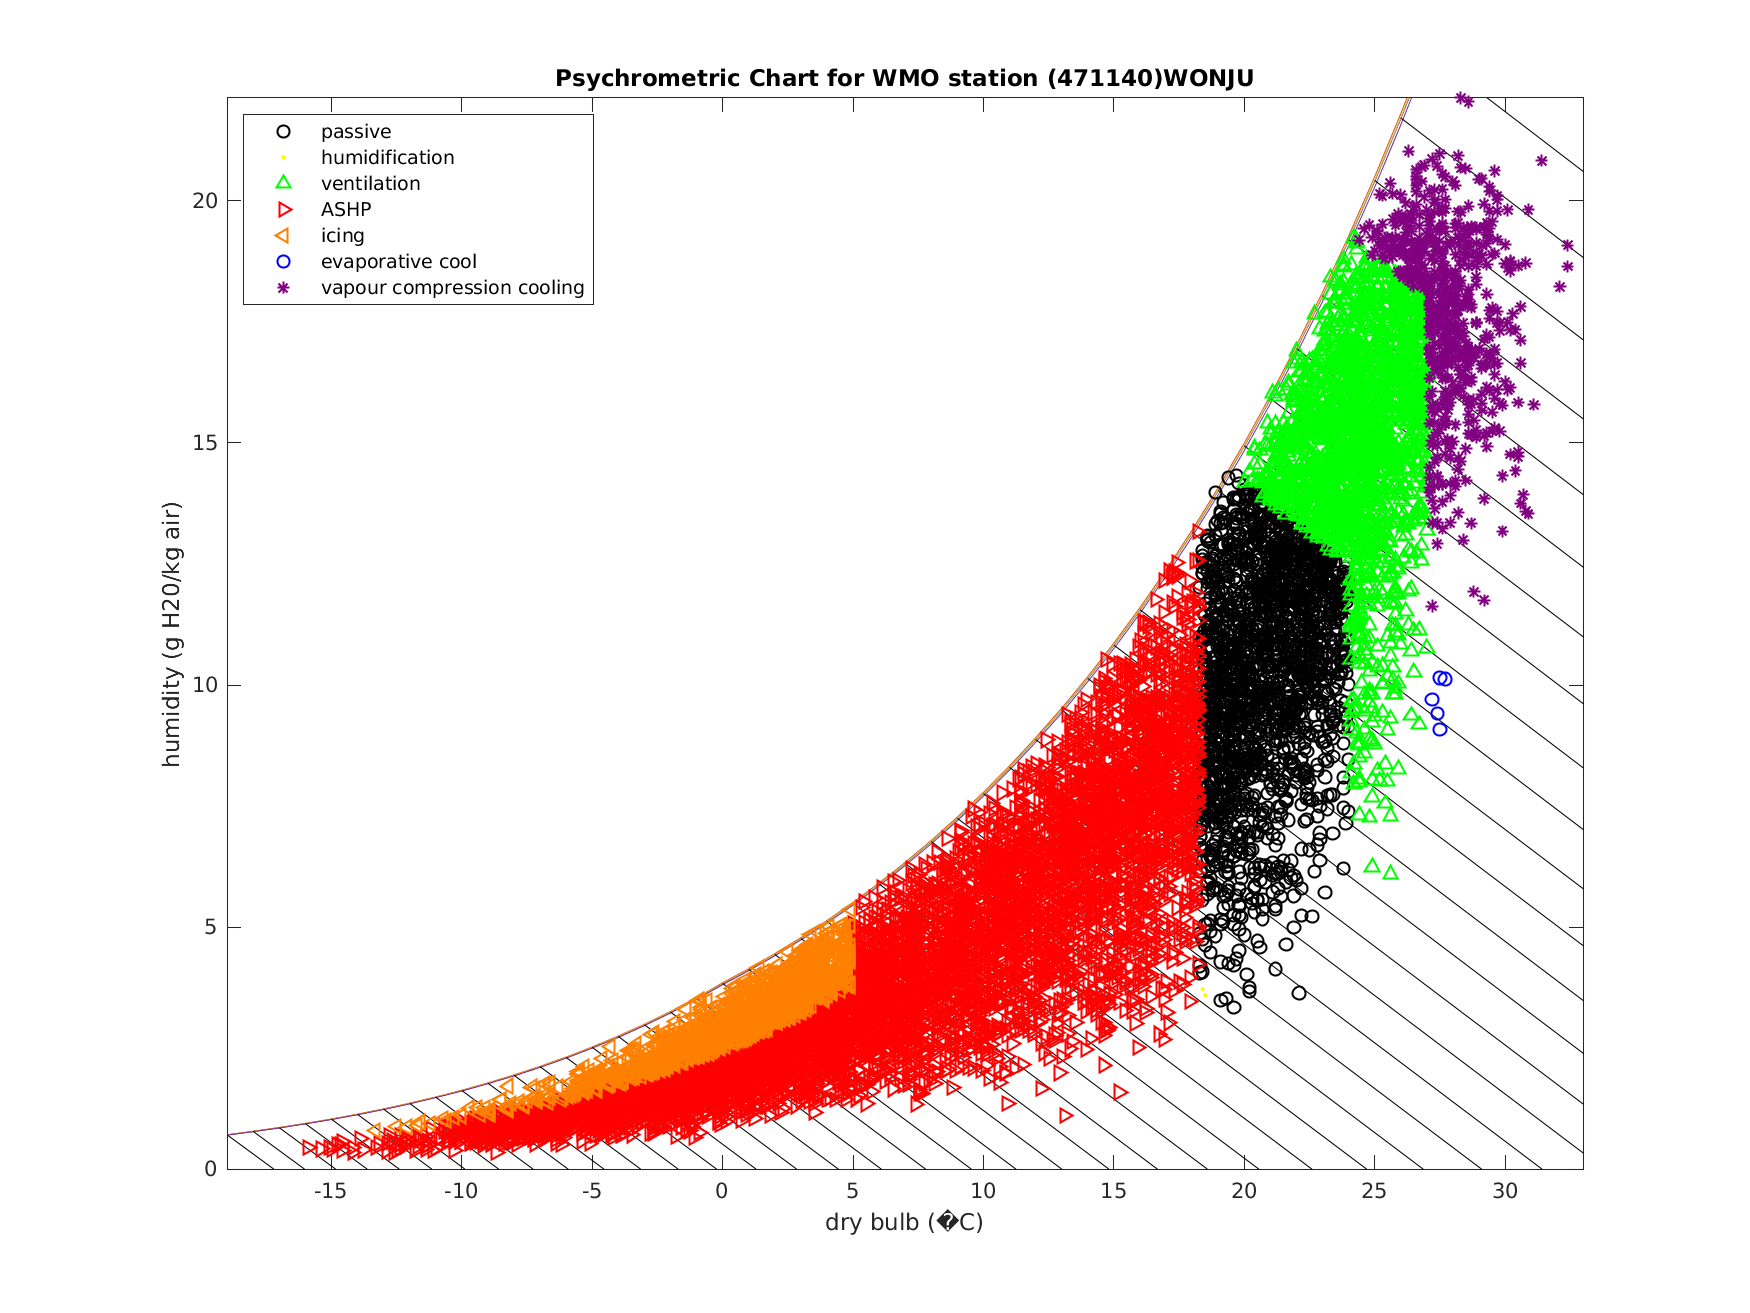 Psychrometric Chart for WMO station (471140)WONJU
passive
humidification
ventilation
ASHP
icing
evaporative cool
vapour compression cooling
humidity (g H20/kg air)
20
15
10
5
0
-15 -10 -5 0 5 10 15 20 25 30
dry bulb (�C)